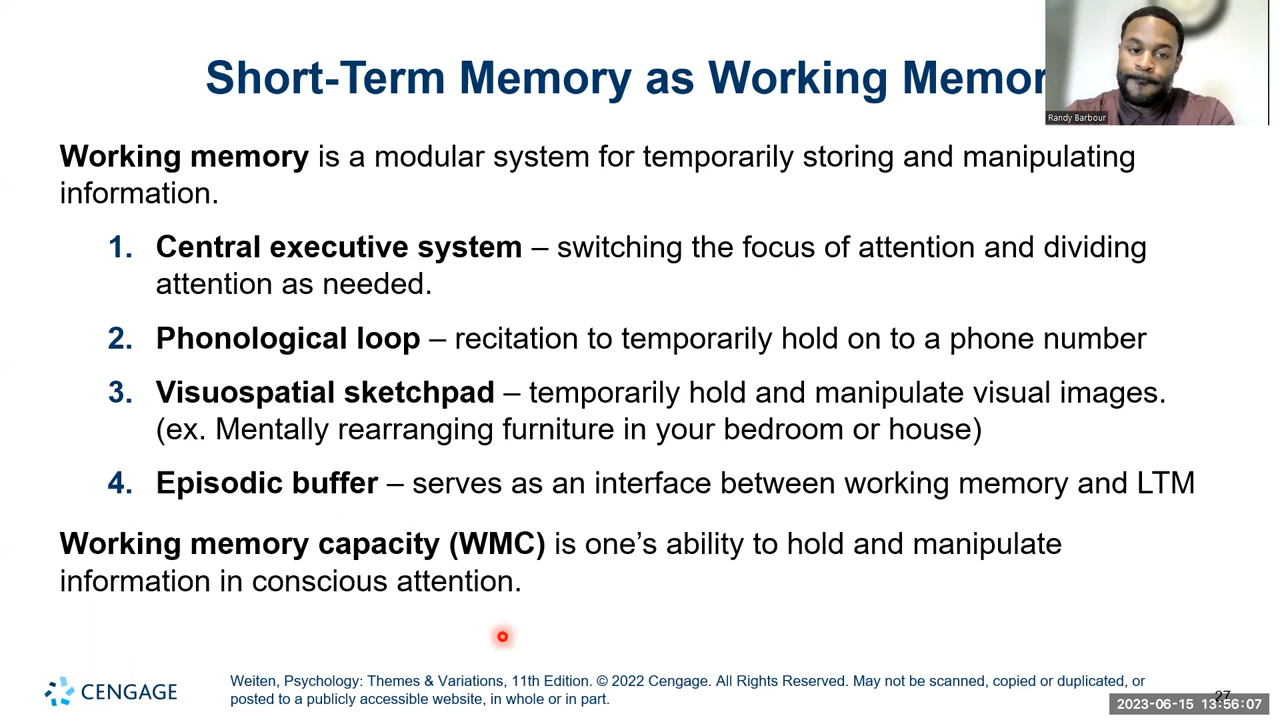 Short-Term Memory as Working Memor
Randy Barbour
Working memory is a modular system for temporarily storing and manipulating
information.
1. Central executive system – switching the focus of attention and dividing
attention as needed.
2. Phonological loop – recitation to temporarily hold on to a phone number
3. Visuospatial sketchpad – temporarily hold and manipulate visual images.
(ex. Mentally rearranging furniture in your bedroom or house)
4. Episodic buffer – serves as an interface between working memory and LTM
Working memory capacity (WMC) is one’s ability to hold and manipulate
information in conscious attention.
CENGAGE
Weiten, Psychology: Themes & Variations, 11th Edition. © 2022 Cengage. All Rights Reserved. May not be scanned, copied or duplicated, or
posted to a publicly accessible website, in whole or in part.
27
2023-06-15 13:56:07